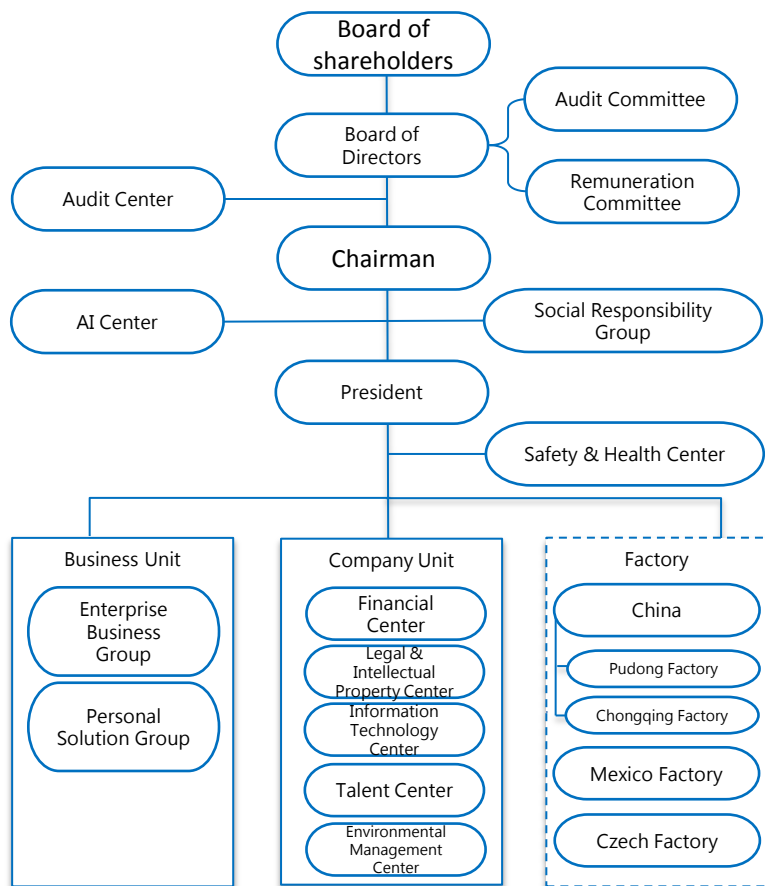 Board of
shareholders
Audit Committee
Board of
Directors
Remuneration
Committee
Audit Center
Chairman
AI Center
Social Responsibility
Group
President
Safety & Health Center
Business Unit
Enterprise
Business
Group
Personal
Solution Group
Company Unit
Financial
Center
Legal &
Intellectual
Property Center
Information
Technology
Center
Talent Center
Environmental
Management
Center
Factory
China
Pudong Factory
Chongqing Factory
Mexico Factory
Czech Factory